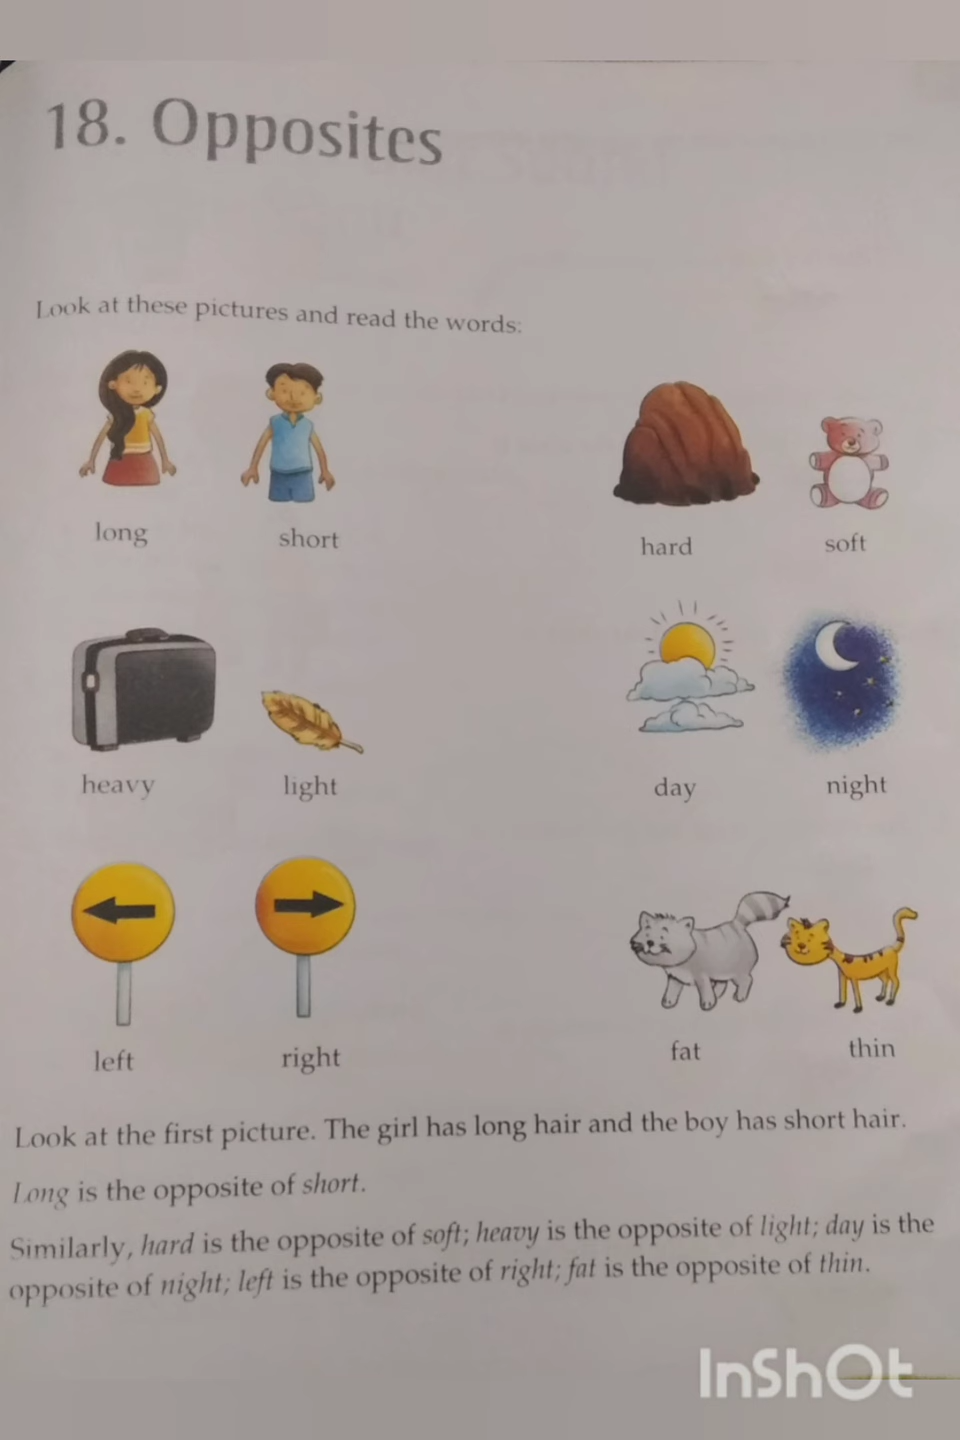 18. Opposites
Look at these pictures and read the words:
long short hard soft
heavy light day night
left right fat thin
Look at the first picture. The girl has long hair and the boy has short hair.
Long is the opposite of short.
Similarly, hard is the opposite of soft; heavy is the opposite of light; day is the
opposite of night; left is the opposite of right; fat is the opposite of thin.
InShOt